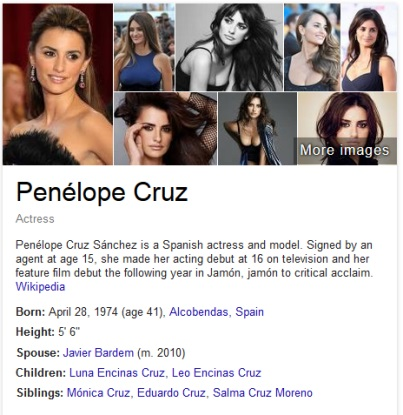 More images
Penélope Cruz
Actress
Penélope Cruz Sánchez is a Spanish actress and model. Signed by an
agent at age 15, she made her acting debut at 16 on television and her
feature film debut the following year in Jamón, jamón to critical acclaim.
Wikipedia
Born: April 28, 1974 (age 41), Alcobendas, Spain
Height: 5' 6"
Spouse: Javier Bardem (m. 2010)
Children: Luna Encinas Cruz, Leo Encinas Cruz
Siblings: Mónica Cruz, Eduardo Cruz, Salma Cruz Moreno